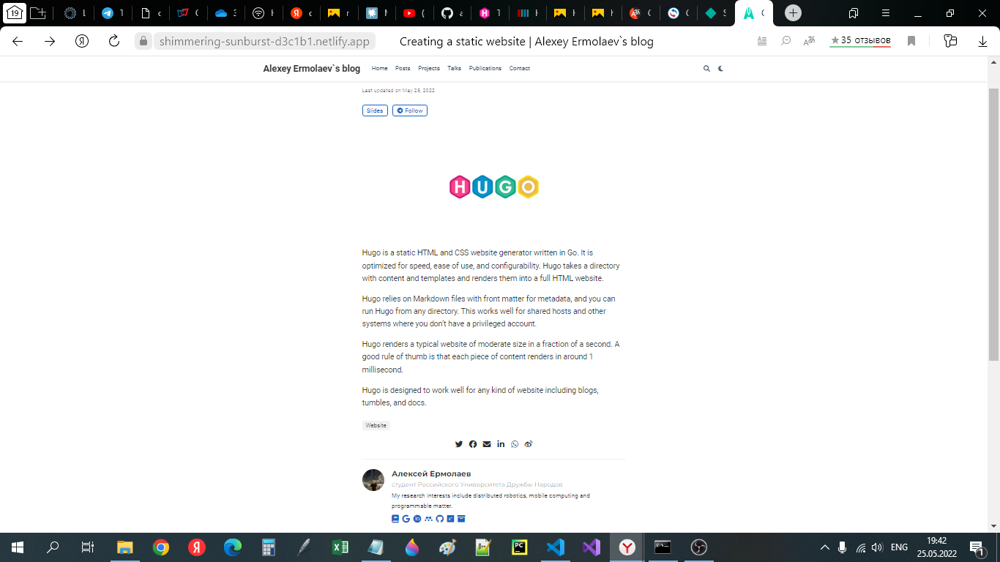 19
shimmering-sunburst-d3c1b1.netlify.app
Creating a static website | Alexey Ermolaev`s blog
35 отзывов
Alexey Ermolaev`s blog
Home Posts Projects Talks Publications Contact
Last updated on May 25, 2022
Slides Follow
HUGO
Hugo is a static HTML and CSS website generator written in Go. It is
optimized for speed, ease of use, and configurability. Hugo takes a directory
with content and templates and renders them into a full HTML website.
Hugo relies on Markdown files with front matter for metadata, and you can
run Hugo from any directory. This works well for shared hosts and other
systems where you don’t have a privileged account.
Hugo renders a typical website of moderate size in a fraction of a second. A
good rule of thumb is that each piece of content renders in around 1
millisecond.
Hugo is designed to work well for any kind of website including blogs,
tumbles, and docs.
Website
Алексей Ермолаев
студент Российского Университета Дружбы Народов
My research interests include distributed robotics, mobile computing and
programmable matter.
ENG
19:42
25.05.2022
1